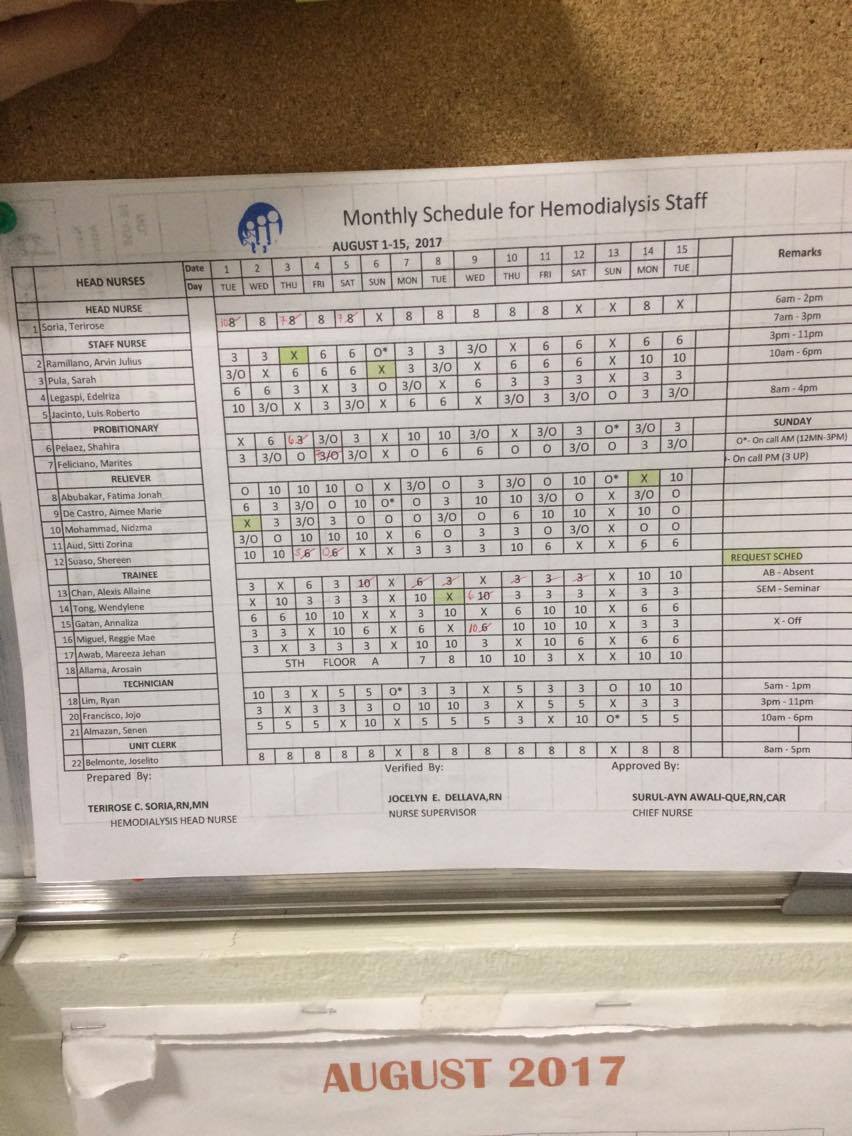 Monthly Schedule for Hemodialysis Staff
AUGUST 1-15, 2017
HEAD NURSES Date 1 2 3 4 5 6 7 8 9 10 11 12 13 14 15 Remarks
Day TUE WED THU FRI SAT SUN MON TUE WED THU FRI SAT SUN MON TUE
HEAD NURSE 6am - 2pm
1 Soria, Terirose 10 8 8 7 8 8 7 8 X 8 8 8 8 8 X X 8 X 7am - 3pm
STAFF NURSE 3pm - 11pm
2 Ramillano, Arvin Julius 3 3 X 6 6 O* 3 3 3/O X 6 6 X 6 6 10am - 6pm
3 Pula, Sarah 3/O X 6 6 6 X 3 3/O X 6 6 6 X 10 10
4 Legaspi, Edelriza 6 6 3 X 3 O 3/O X 6 3 3 3 X 3 3 8am - 4pm
5 Jacinto, Luis Roberto 10 3/O X 3 3/O X 6 6 X 3/O 3 3/O O 3 3/O
PROBITIONARY SUNDAY
6 Pelaez, Shahira X 6 6 3 3/O 3 X 10 10 3/O X 3/O 3 O* 3/O 3 O*- On call AM (12MN-3PM)
7 Feliciano, Marites 3 3/O O 3/O 3/O X O 6 6 O O 3/O O 3 3/O - On call PM (3 UP)
RELIEVER
8 Abubakar, Fatima Jonah O 10 10 10 O X 3/O O 3 3/O O 10 O* X 10
9 De Castro, Aimee Marie 6 3 3/O O 10 O* O 3 10 10 3/O O X 3/O O
10 Mohammad, Nidzma X 3 3/O 3 O O O 3/O O 6 10 10 X 10 O
11 Aud, Sitti Zorina 3/O O 10 10 10 X 6 O 3 3 O 3/O X O O
12 Suaso, Shereen 10 10 6 6 X X 3 3 3 10 6 X X 6 6 REQUEST SCHED
TRAINEE AB - Absent
13 Chan, Alexis Allaine 3 X 6 3 10 X 6 3 X 3 3 3 X 10 10 SEM - Seminar
14 Tong, Wendylene X 10 3 3 3 X 10 X 6 10 3 3 3 X 3 3
15 Gatan, Annaliza 6 6 10 10 X X 3 10 X 6 10 10 X 6 6 X - Off
16 Miguel, Reggie Mae 3 3 X 10 6 X 6 X 10 6 10 10 10 X 3 3
17 Awab, Mareeza Jehan 3 X 3 3 3 X 10 10 3 X 10 6 X 6 6
18 Allama, Arosain 5TH FLOOR A 7 8 10 10 3 X X 10 10
TECHNICIAN 5am - 1pm
18 Lim, Ryan 10 3 X 5 5 O* 3 3 X 5 3 3 O 10 10 3pm - 11pm
20 Francisco, Jojo 3 X 3 3 3 O 10 10 3 X 5 5 X 3 3 10am - 6pm
21 Almazan, Senen 5 5 5 X 10 X 5 5 5 3 X 10 O* 5 5
UNIT CLERK
22 Belmonte, Joselito 8 8 8 8 8 X 8 8 8 8 8 8 X 8 8 8am - 5pm
Prepared By: Verified By: Approved By:
TERIROSE C. SORIA,RN,MN JOCELYN E. DELLAVA,RN SURUL-AYN AWALI-QUE,RN,CAR
HEMODIALYSIS HEAD NURSE NURSE SUPERVISOR CHIEF NURSE
AUGUST 2017